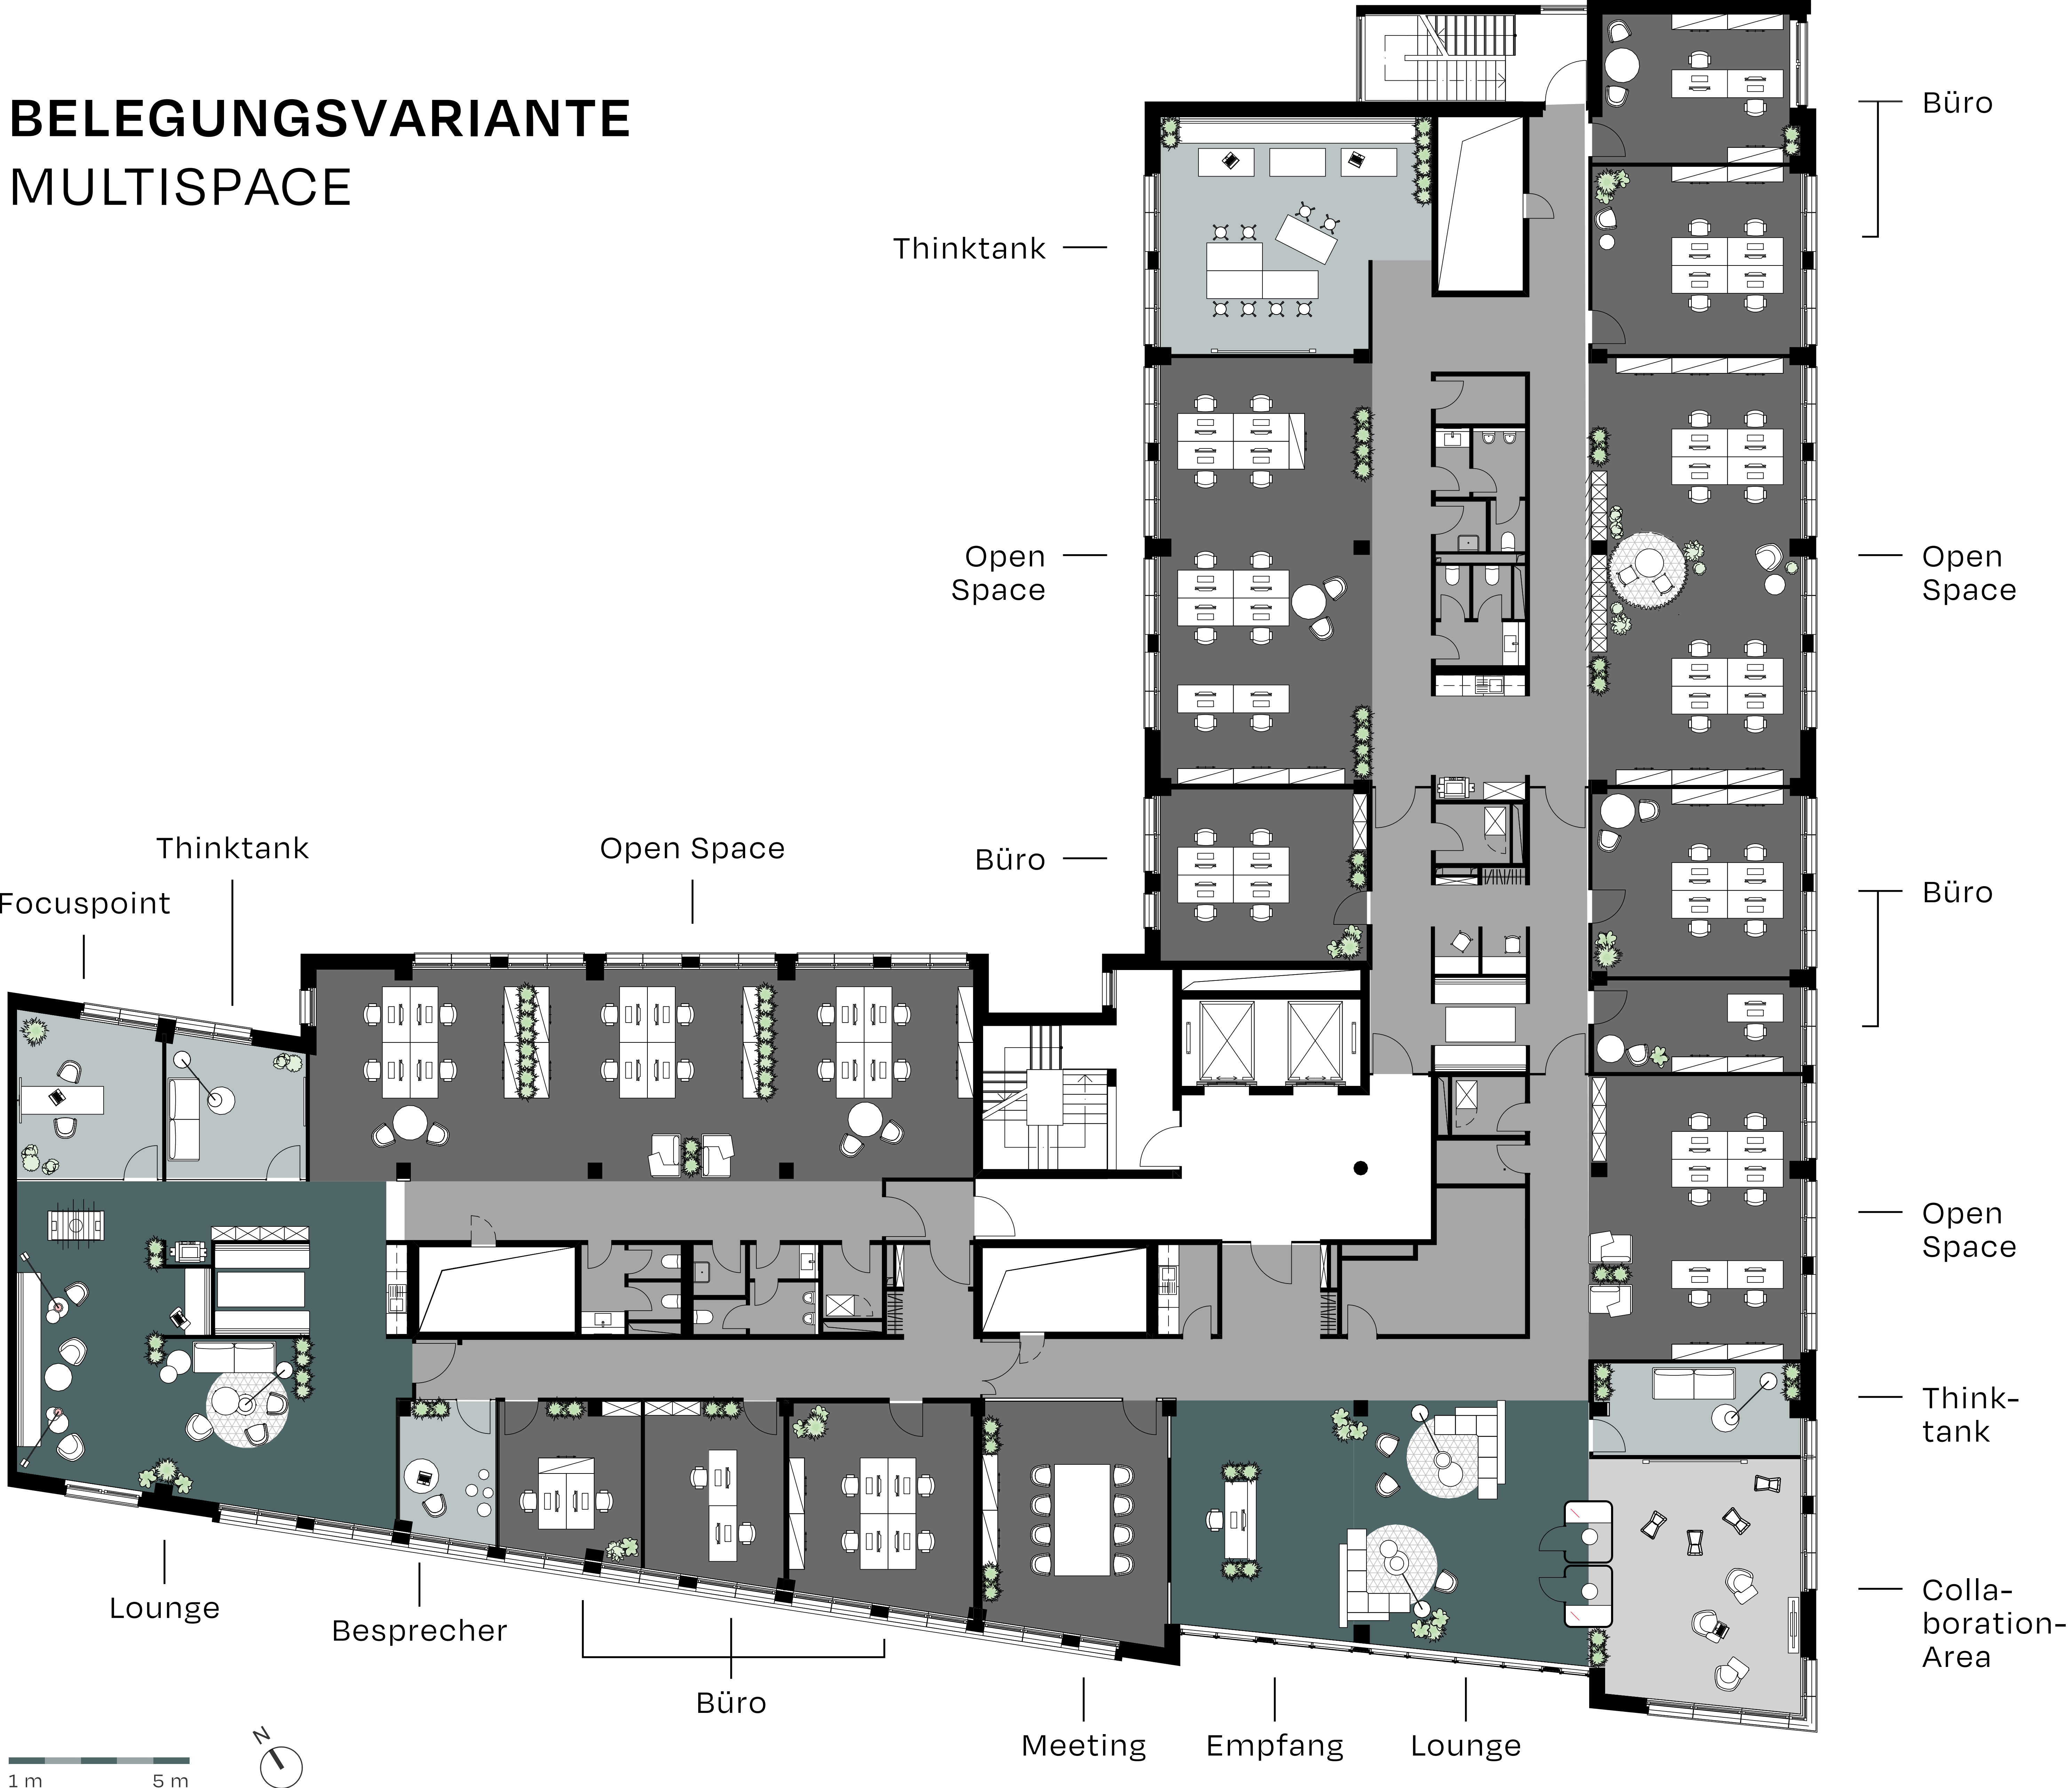 BELEGUNGSVARIANTE
MULTISPACE
Büro
Thinktank
Open
Space
Open
Space
Thinktank
Open Space
Büro
Focuspoint
Büro
Open
Space
Think-
tank
Lounge
Besprecher
Büro
Colla-
boration-
Area
Meeting
Empfang
Lounge
N
1 m
5 m